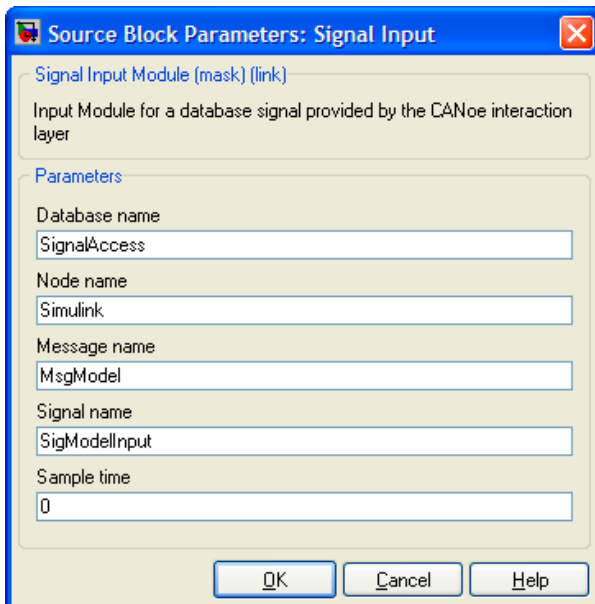 Source Block Parameters: Signal Input
Signal Input Module (mask) (link)
Input Module for a database signal provided by the CANoe interaction
layer
Parameters
Database name
SignalAccess
Node name
Simulink
Message name
MsgModel
Signal name
SigModelInput
Sample time
0
OK Cancel Help